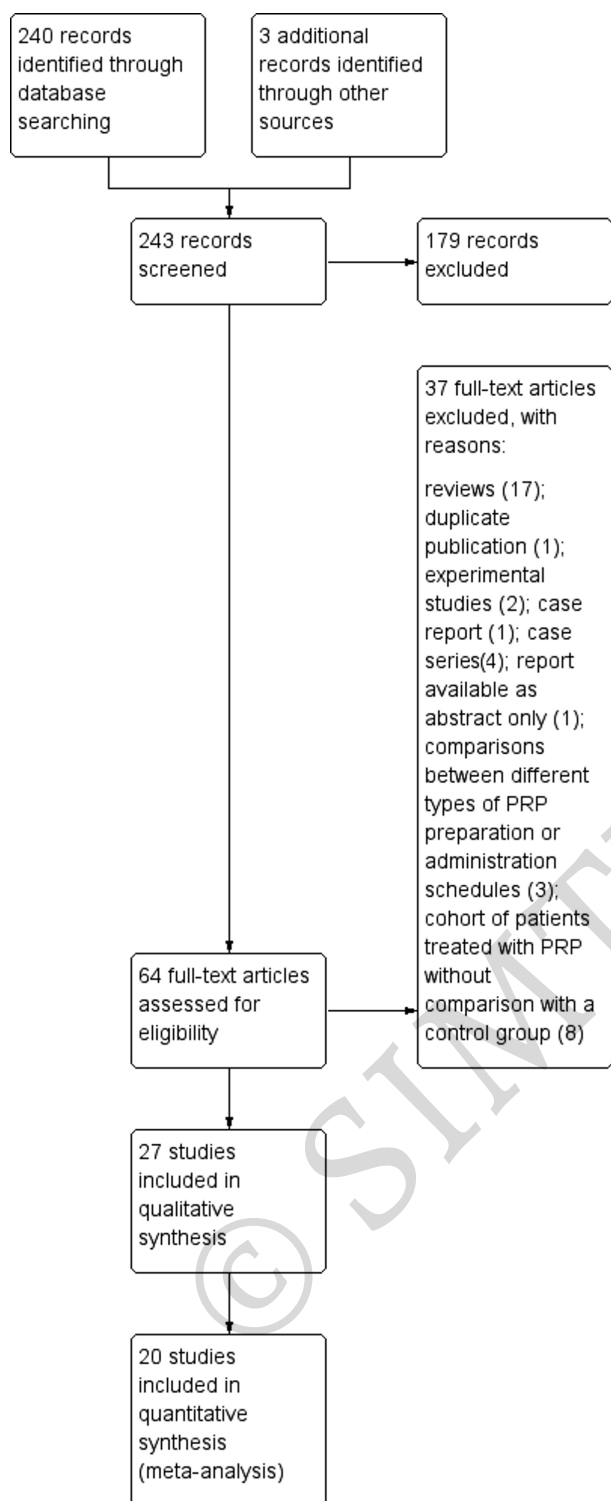 240 records
identified through
database
searching
3 additional
records identified
through other
sources
243 records
screened
179 records
excluded
37 full-text articles
excluded, with
reasons:
reviews (17);
duplicate
publication (1);
experimental
studies (2); case
report (1); case
series(4); report
available as
abstract only (1);
comparisons
between different
types of PRP
preparation or
administration
schedules (3);
cohort of patients
treated with PRP
without
comparison with a
control group (8)
64 full-text articles
assessed for
eligibility
27 studies
included in
qualitative
synthesis
20 studies
included in
quantitative
synthesis
(meta-analysis)